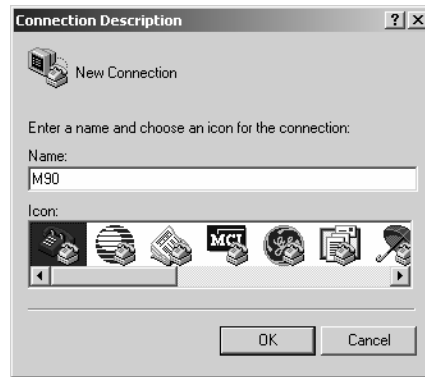 Connection Description
New Connection
Enter a name and choose an icon for the connection:
Name:
M90
Icon:
MCI
OK Cancel